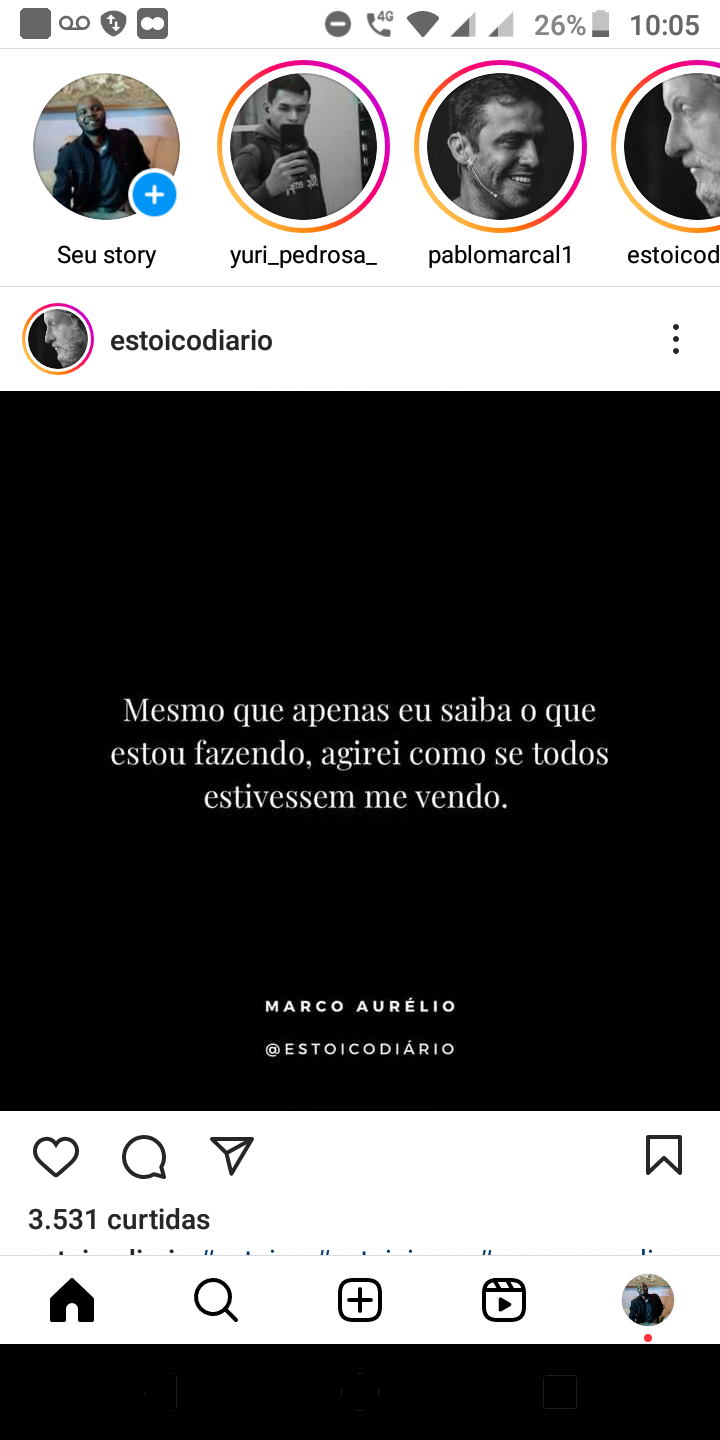 4G 26% 10:05
Seu story yuri_pedrosa_ pablomarcal1 estoicod
estoicodiario
Mesmo que apenas eu saiba o que
estou fazendo, agirei como se todos
estivessem me vendo.
MARCO AURÉLIO
@ESTOICODIÁRIO
3.531 curtidas